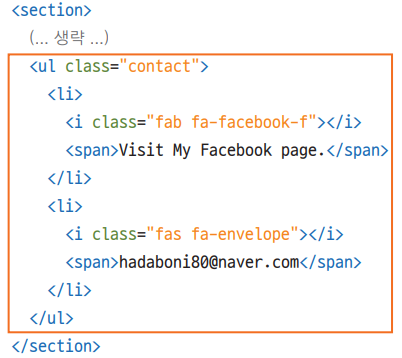 <section>
(... 생략 ...)
<ul class="contact">
<li>
<i class="fab fa-facebook-f"></i>
<span>Visit My Facebook page.</span>
</li>
<li>
<i class="fas fa-envelope"></i>
<span>hadaboni80@naver.com</span>
</li>
</ul>
</section>